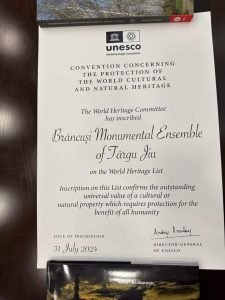 unesco
World Heritage Convention
CONVENTION CONCERNING
THE PROTECTION OF
THE WORLD CULTURAL
AND NATURAL HERITAGE
The World Heritage Committee
has inscribed
Brâncuși Monumental Ensemble
of Târgu Jiu
on the World Heritage List
Inscription on this List confirms the outstanding
universal value of a cultural or
natural property which requires protection for the
benefit of all humanity
DATE OF INSCRIPTION
31 July 2024
DIRECTOR-GENERAL
OF UNESCO